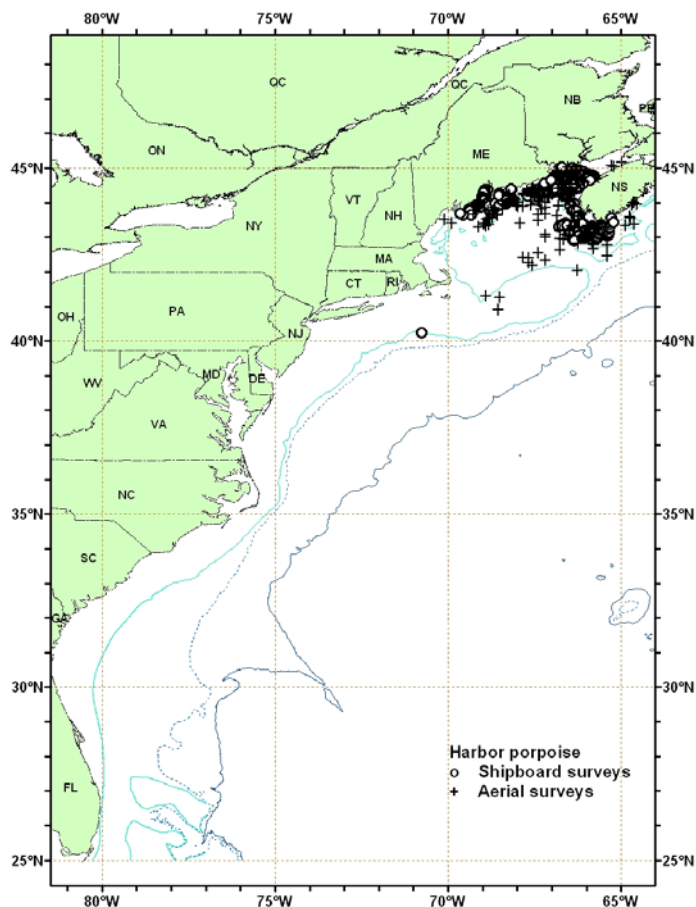 80°W 75°W 70°W 65°W
QC
QC
NB
PE
ON
ME
45°N 45°N
NS
VT
NH
NY
MA
CT RI
PA
OH
NJ
40°N 40°N
MD
WV
DE
VA
NC
35°N 35°N
SC
GA
30°N 30°N
Harbor porpoise
Shipboard surveys
FL
Aerial surveys
25°N 25°N
80°W 75°W 70°W 65°W